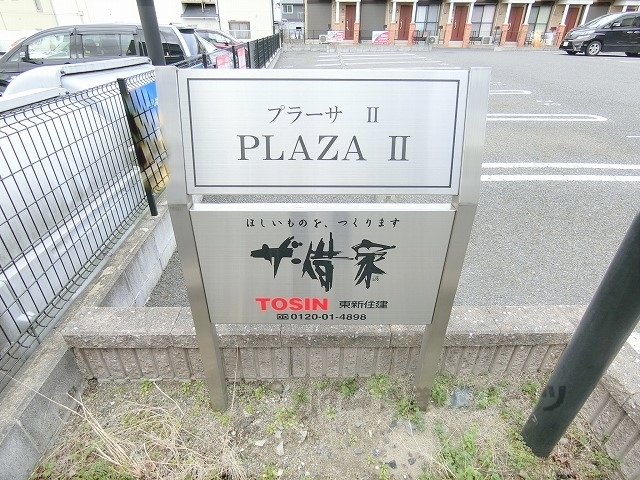 プラーサ II
PLAZA II
ほしいものを、つくります
ザ・借家
TOSIN 東新住建
0120-01-4898